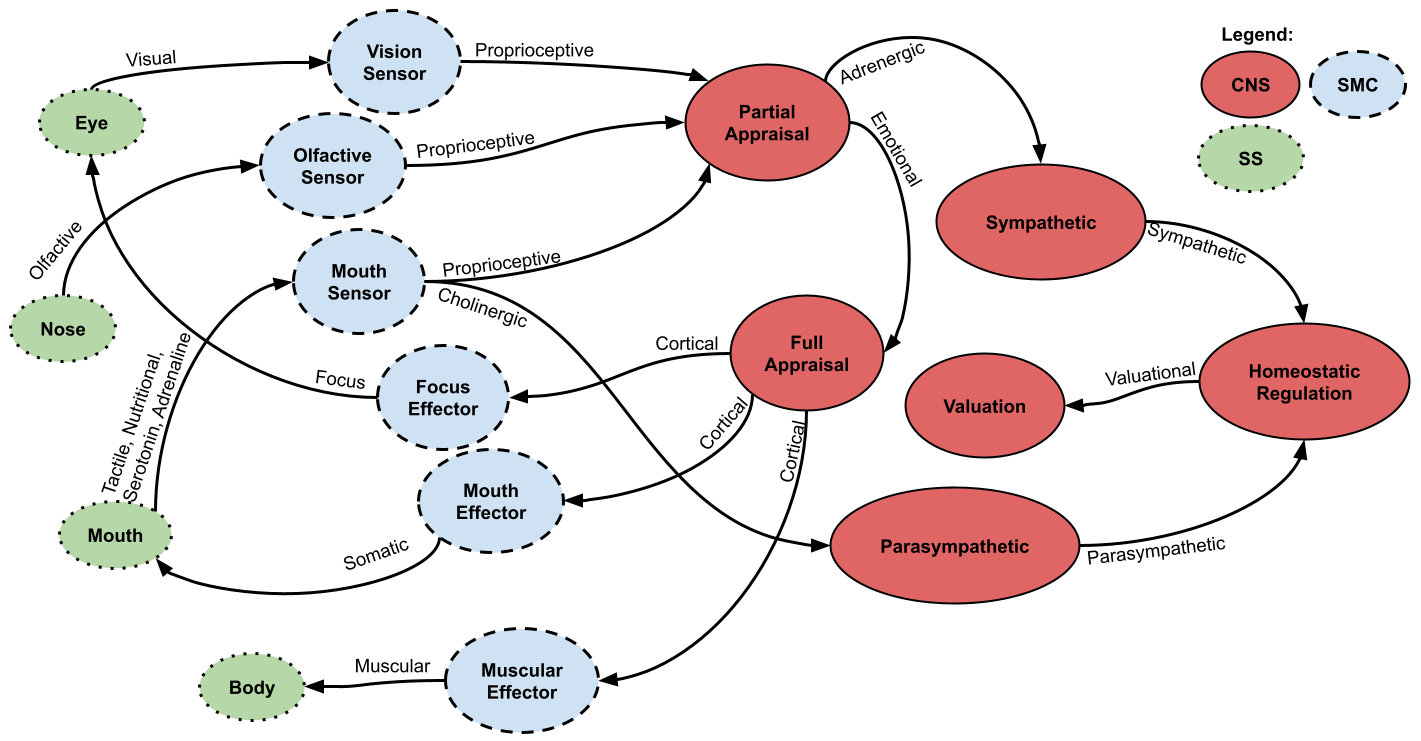 Legend:
CNS
SMC
SS
Visual
Vision
Sensor
Proprioceptive
Adrenergic
Eye
Partial
Appraisal
Emotional
Olfactive
Sensor
Proprioceptive
Olfactive
Sympathetic
Sympathetic
Mouth
Sensor
Proprioceptive
Cholinergic
Nose
Tactile, Nutritional,
Serotonin, Adrenaline
Full
Appraisal
Cortical
Focus
Focus
Effector
Cortical
Cortical
Valuation
Valuational
Homeostatic
Regulation
Mouth
Effector
Mouth
Somatic
Parasympathetic
Parasympathetic
Muscular
Effector
Muscular
Body